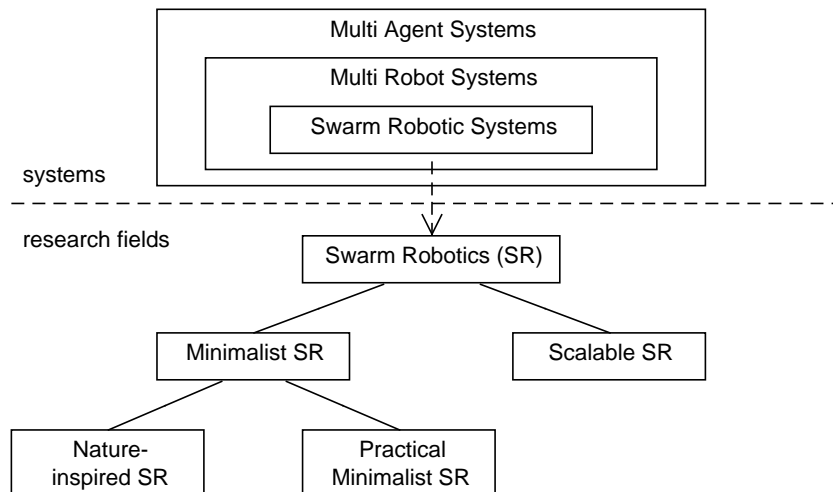 Multi Agent Systems
Multi Robot Systems
Swarm Robotic Systems
systems
research fields
Swarm Robotics (SR)
Minimalist SR
Scalable SR
Nature-
inspired SR
Practical
Minimalist SR